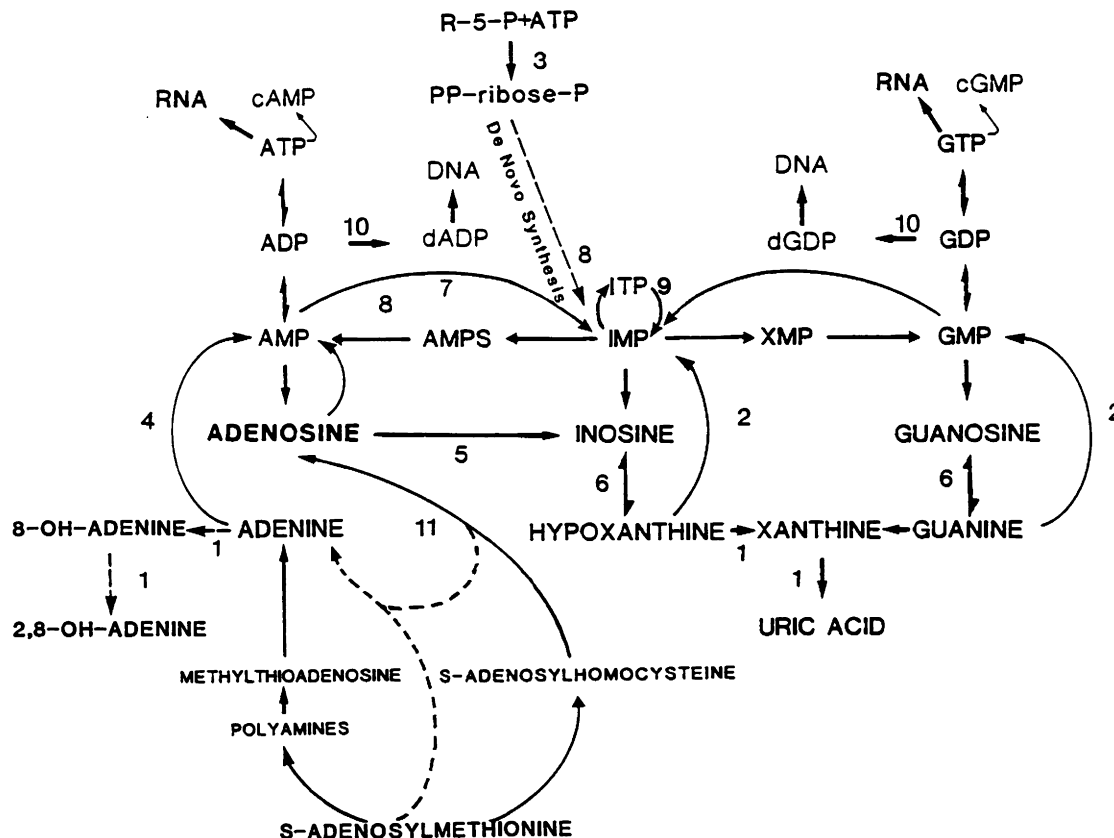 R-5-P+ATP
3
PP-ribose-P
RNA cAMP
ATP
RNA cGMP
GTP
De Novo Synthesis
DNA
DNA
ADP 10 dADP
dGDP 10 GDP
8
ITP 9
7
8
AMP AMPS IMP XMP GMP
4
2
2
ADENOSINE INOSINE GUANOSINE
5
6
6
8-OH-ADENINE ADENINE 11 HYPOXANTHINE XANTHINE GUANINE
1
1
1
1
2,8-OH-ADENINE
URIC ACID
METHYLTHIOADENOSINE S-ADENOSYLHOMOCYSTEINE
POLYAMINES
S-ADENOSYLMETHIONINE